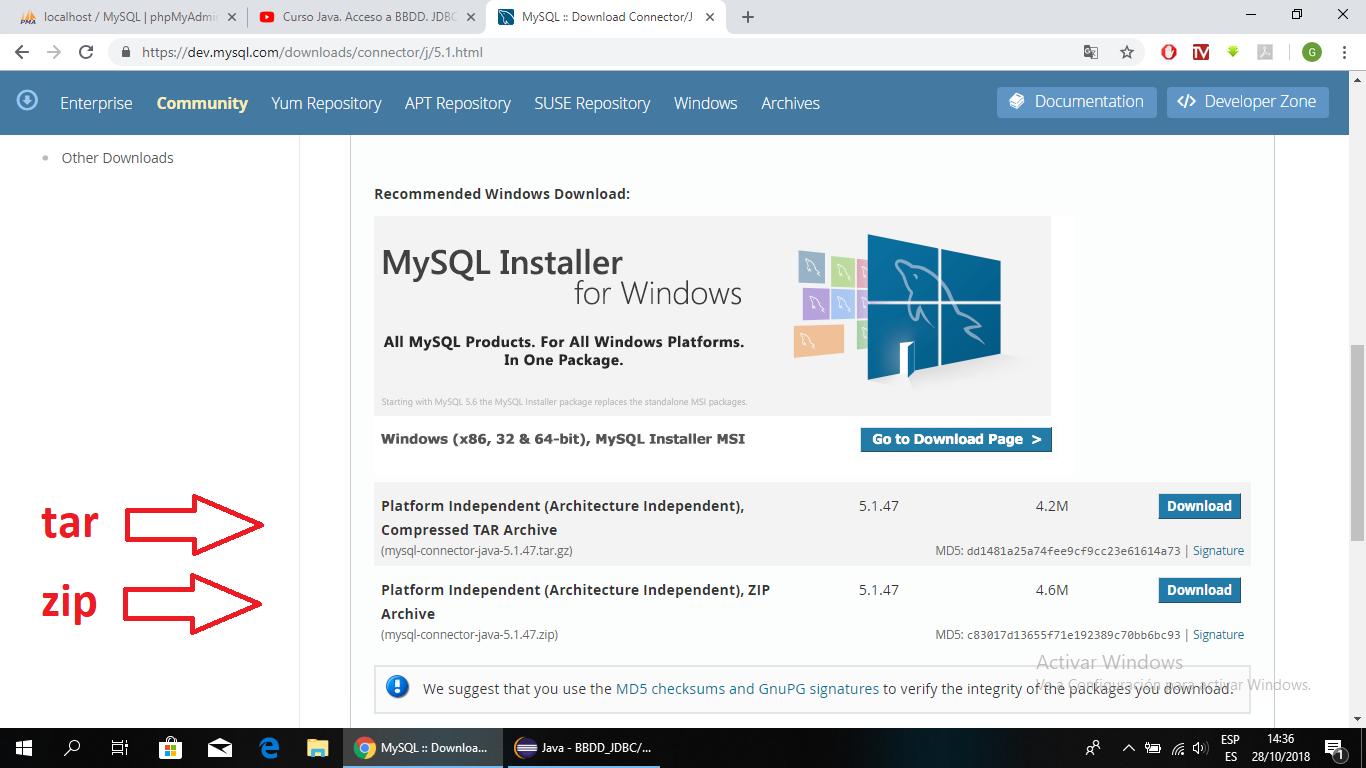 localhost / MySQL | phpMyAdmin
Curso Java. Acceso a BBDD. JDBC
MySQL :: Download Connector/J
https://dev.mysql.com/downloads/connector/j/5.1.html
Enterprise
Community
Yum Repository
APT Repository
SUSE Repository
Windows
Archives
Documentation
Developer Zone
Other Downloads
Recommended Windows Download:
MySQL Installer
for Windows
All MySQL Products. For All Windows Platforms.
In One Package.
Starting with MySQL 5.6 the MySQL Installer package replaces the standalone MSI packages.
Windows (x86, 32 & 64-bit), MySQL Installer MSI
Go to Download Page >
tar
Platform Independent (Architecture Independent),
Compressed TAR Archive
5.1.47
4.2M
Download
(mysql-connector-java-5.1.47.tar.gz)
MD5: dd1481a25a74fee9cf9cc23e61614a73 | Signature
zip
Platform Independent (Architecture Independent), ZIP
Archive
5.1.47
4.6M
Download
(mysql-connector-java-5.1.47.zip)
MD5: c83017d13655f71e192389c70bb6bc93 | Signature
Activar Windows
Ve a Configuración para activar Windows.
We suggest that you use the MD5 checksums and GnuPG signatures to verify the integrity of the packages you download.
MySQL :: Downloa...
Java - BBDD_JDBC/...
ESP
ES
14:36
28/10/2018
1